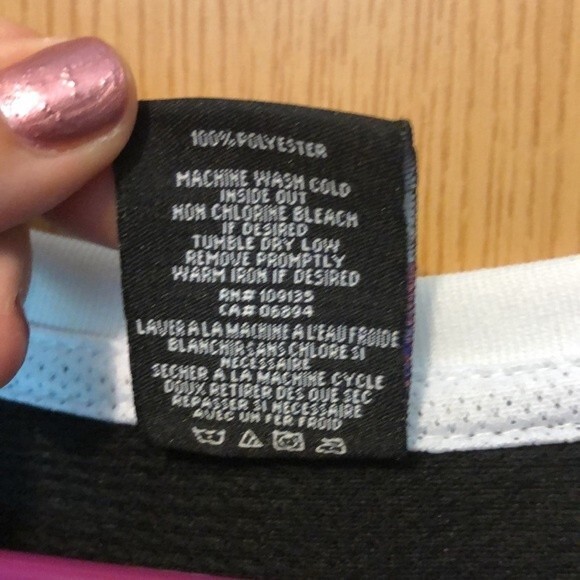 100% POLYESTER
MACHINE WASH COLD
INSIDE OUT
NON CHLORINE BLEACH
IF DESIRED
TUMBLE DRY LOW
REMOVE PROMPTLY
WARM IRON IF DESIRED
RN# 109135
CA# 06894
LAVER A LA MACHINE A L'EAU FROIDE
BLANCHIR SANS CHLORE SI
NECESSAIRE
SECHER A LA MACHINE CYCLE
DOUX RETIRER DES QUE SEC
REPASSER SI NECESSAIRE
AVEC UN FER FROID